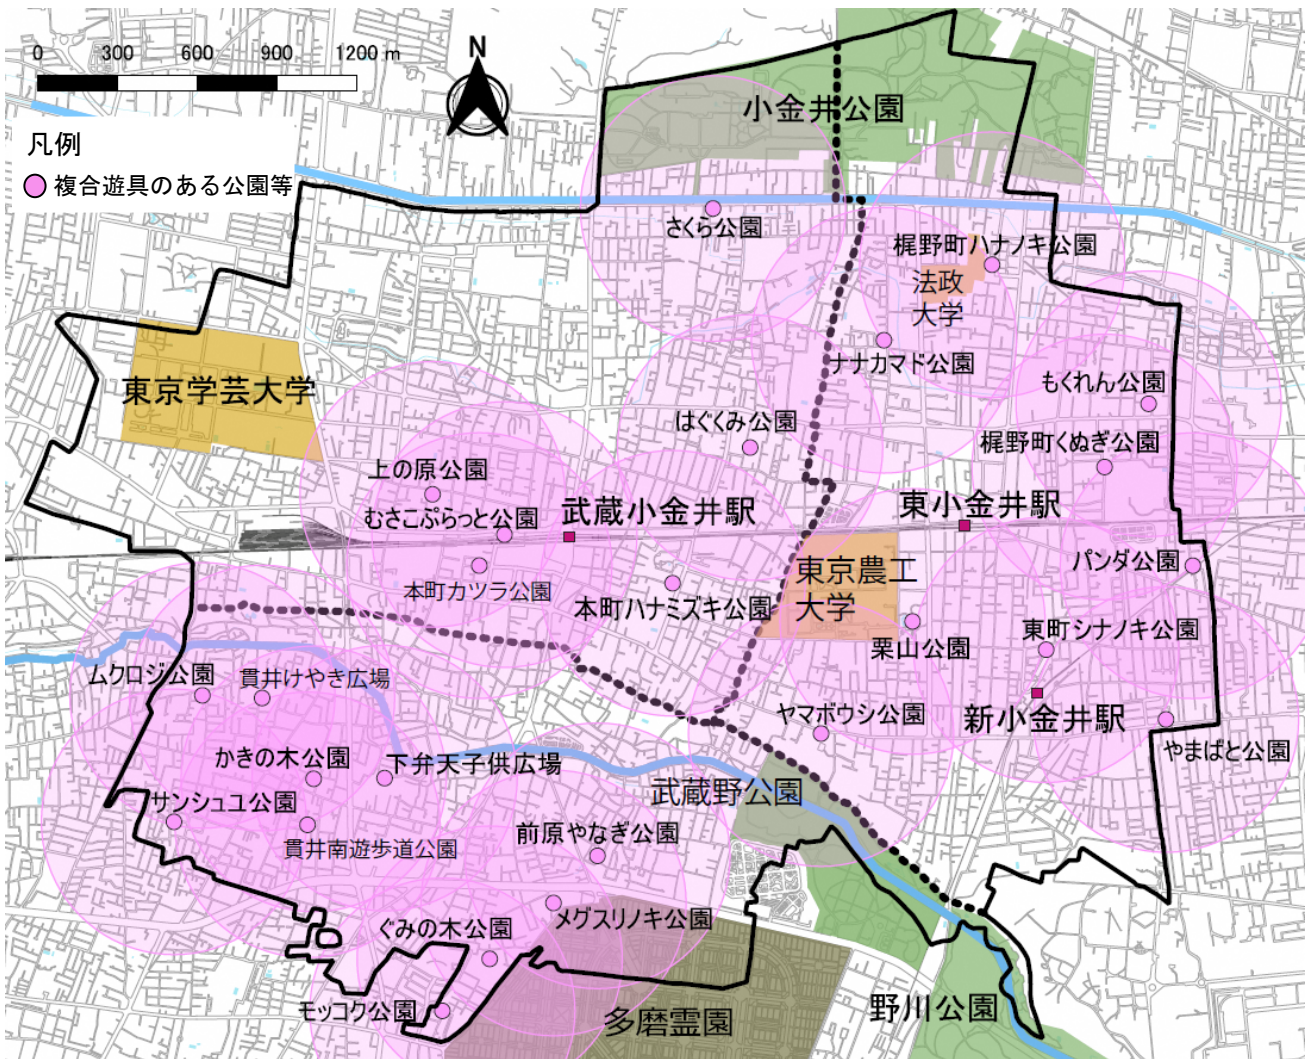 0 300 600 900 1200 m
N
凡例
複合遊具のある公園等
小金井公園
さくら公園
梶野町ハナノキ公園
法政
大学
ナナカマド公園
もくれん公園
東京学芸大学
はぐくみ公園
梶野町くぬぎ公園
上の原公園
むさこぷらっと公園
武蔵小金井駅
東小金井駅
本町カツラ公園
本町ハナミズキ公園
東京農工
大学
パンダ公園
栗山公園
東町シナノキ公園
ムクロジ公園
貫井けやき広場
ヤマボウシ公園
新小金井駅
やまばと公園
かきの木公園
下弁天子供広場
武蔵野公園
サンシュユ公園
貫井南遊歩道公園
前原やなぎ公園
メグスリノキ公園
ぐみの木公園
モッコク公園
多磨霊園
野川公園